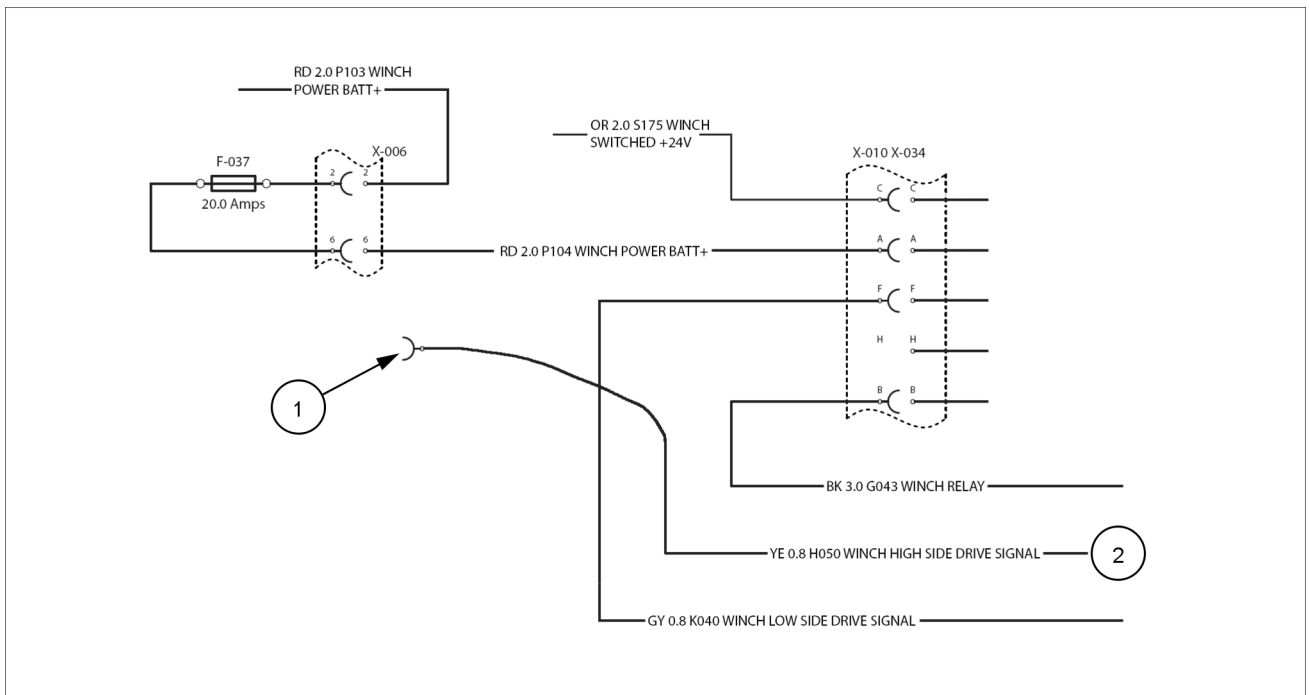 RD 2.0 P103 WINCH
POWER BATT+
OR 2.0 S175 WINCH
SWITCHED +24V
X-006
X-010 X-034
F-037
2 2
20.0 Amps
C C
6 6
RD 2.0 P104 WINCH POWER BATT+
A A
F F
H H
1
B B
BK 3.0 G043 WINCH RELAY
YE 0.8 H050 WINCH HIGH SIDE DRIVE SIGNAL
2
GY 0.8 K040 WINCH LOW SIDE DRIVE SIGNAL